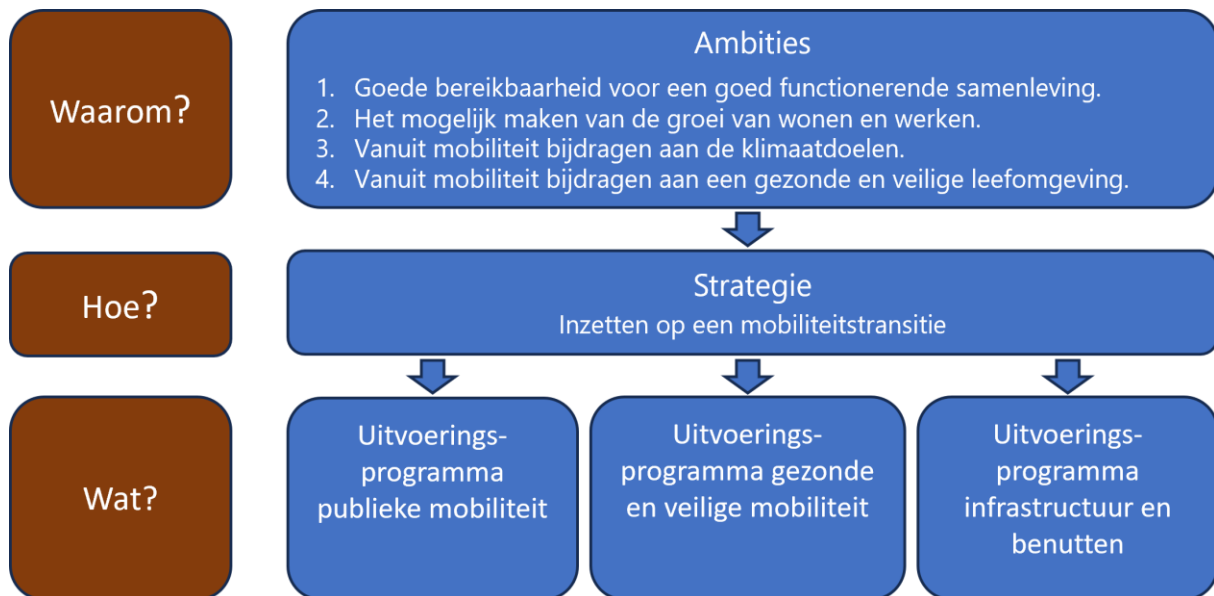 Waarom?
Ambities
1. Goede bereikbaarheid voor een goed functionerende samenleving.
2. Het mogelijk maken van de groei van wonen en werken.
3. Vanuit mobiliteit bijdragen aan de klimaatdoelen.
4. Vanuit mobiliteit bijdragen aan een gezonde en veilige leefomgeving.
Hoe?
Strategie
Inzetten op een mobiliteitstransitie
Wat?
Uitvoerings-
programma
publieke mobiliteit
Uitvoerings-
programma gezonde
en veilige mobiliteit
Uitvoerings-
programma
infrastructuur en
benutten